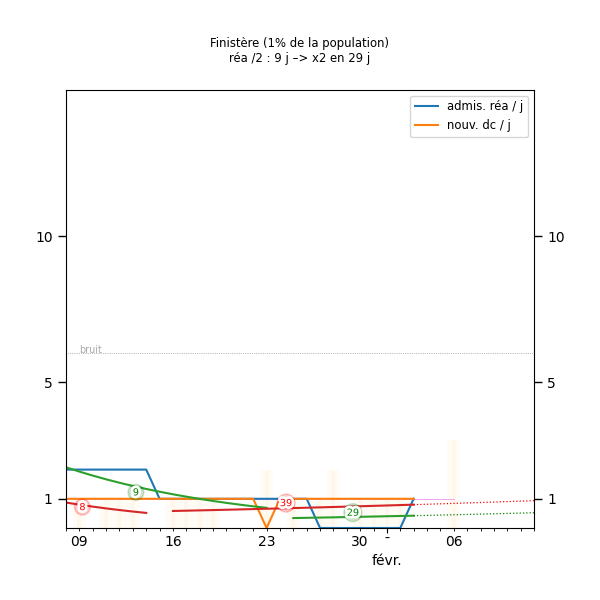 Finistère (1% de la population)
réa /2 : 9 j –> x2 en 29 j
admis. réa / j
nouv. dc / j
10 10
bruit
5 5
9
8
39
29
1 1
09 16 23 30 - 06
févr.